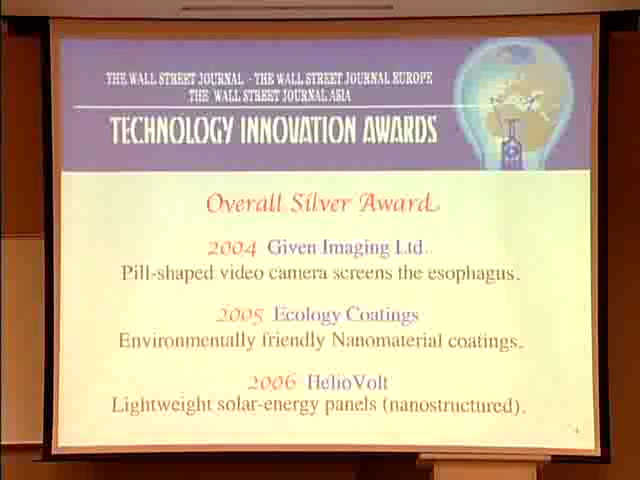 THE WALL STREET JOURNAL - THE WALL STREET JOURNAL EUROPE
THE WALL STREET JOURNAL ASIA
TECHNOLOGY INNOVATION AWARDS
Overall Silver Award
2004 Given Imaging Ltd.
Pill-shaped video camera screens the esophagus.
2005 Ecology Coatings
Environmentally friendly Nanomaterial coatings.
2006 HelioVolt
Lightweight solar-energy panels (nanostructured).